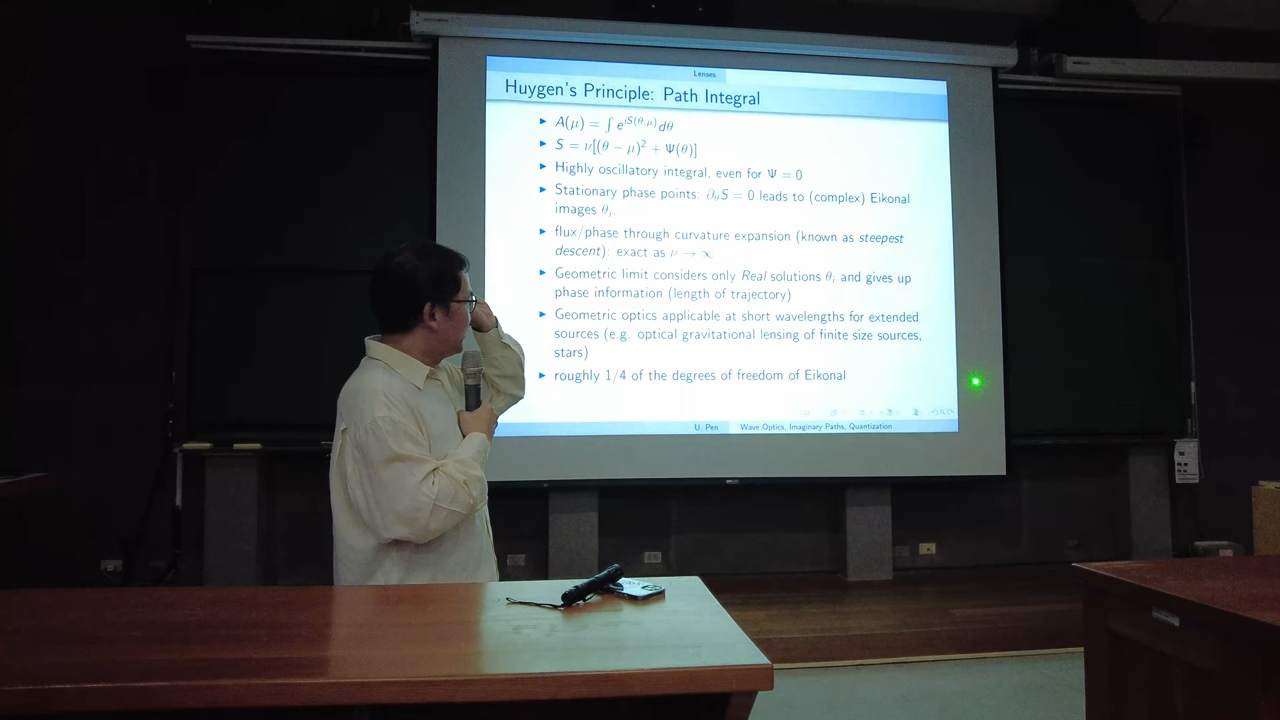 Lenses
Huygen's Principle: Path Integral
▶ A(μ) = ∫ e^{iS(θ,μ)}dθ
▶ S = ν[(θ − μ)² + Ψ(θ)]
▶ Highly oscillatory integral, even for Ψ = 0
▶ Stationary phase points: ∂_θS = 0 leads to (complex) Eikonal
images θ_i.
▶ flux/phase through curvature expansion (known as steepest
descent): exact as ν → ∞
▶ Geometric limit considers only Real solutions θ_i and gives up
phase information (length of trajectory)
▶ Geometric optics applicable at short wavelengths for extended
sources (e.g. optical gravitational lensing of finite size sources,
stars)
▶ roughly 1/4 of the degrees of freedom of Eikonal
U. Pen Wave Optics, Imaginary Paths, Quantization